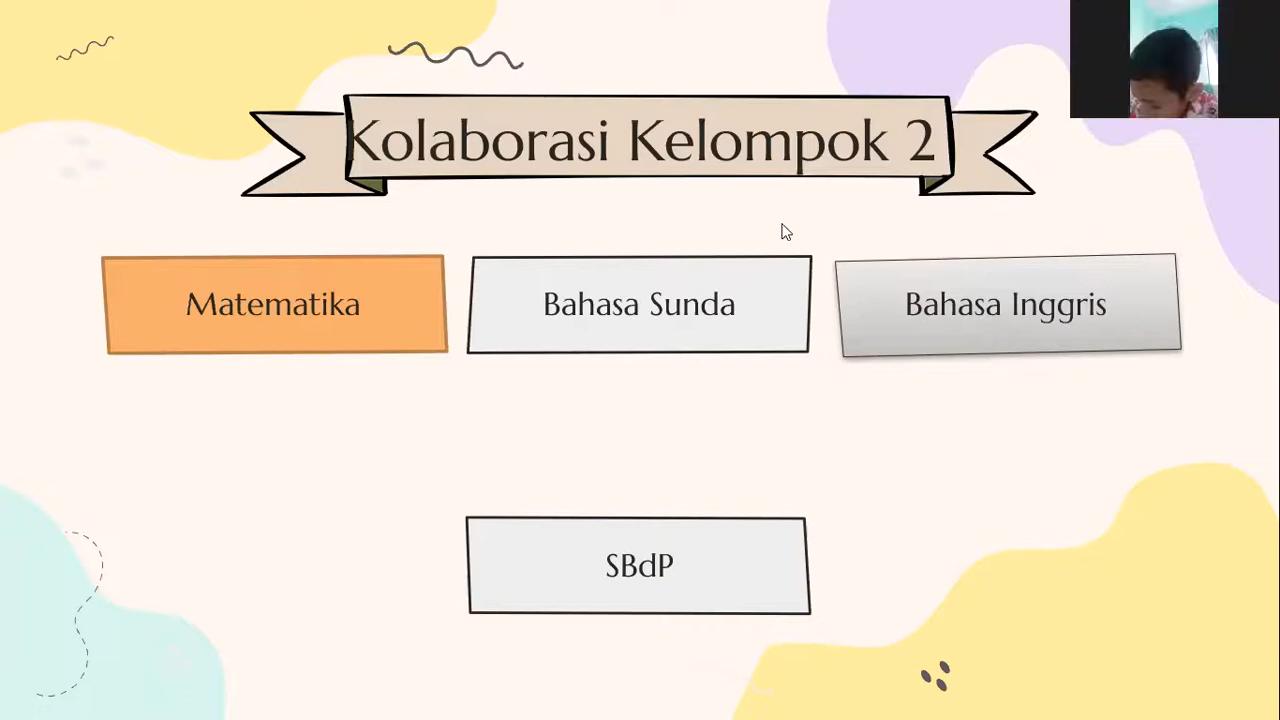 Kolaborasi Kelompok 2
Matematika
Bahasa Sunda
Bahasa Inggris
SBdP